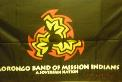 MORONGO BAND OF MISSION INDIANS
A SOVEREIGN NATION